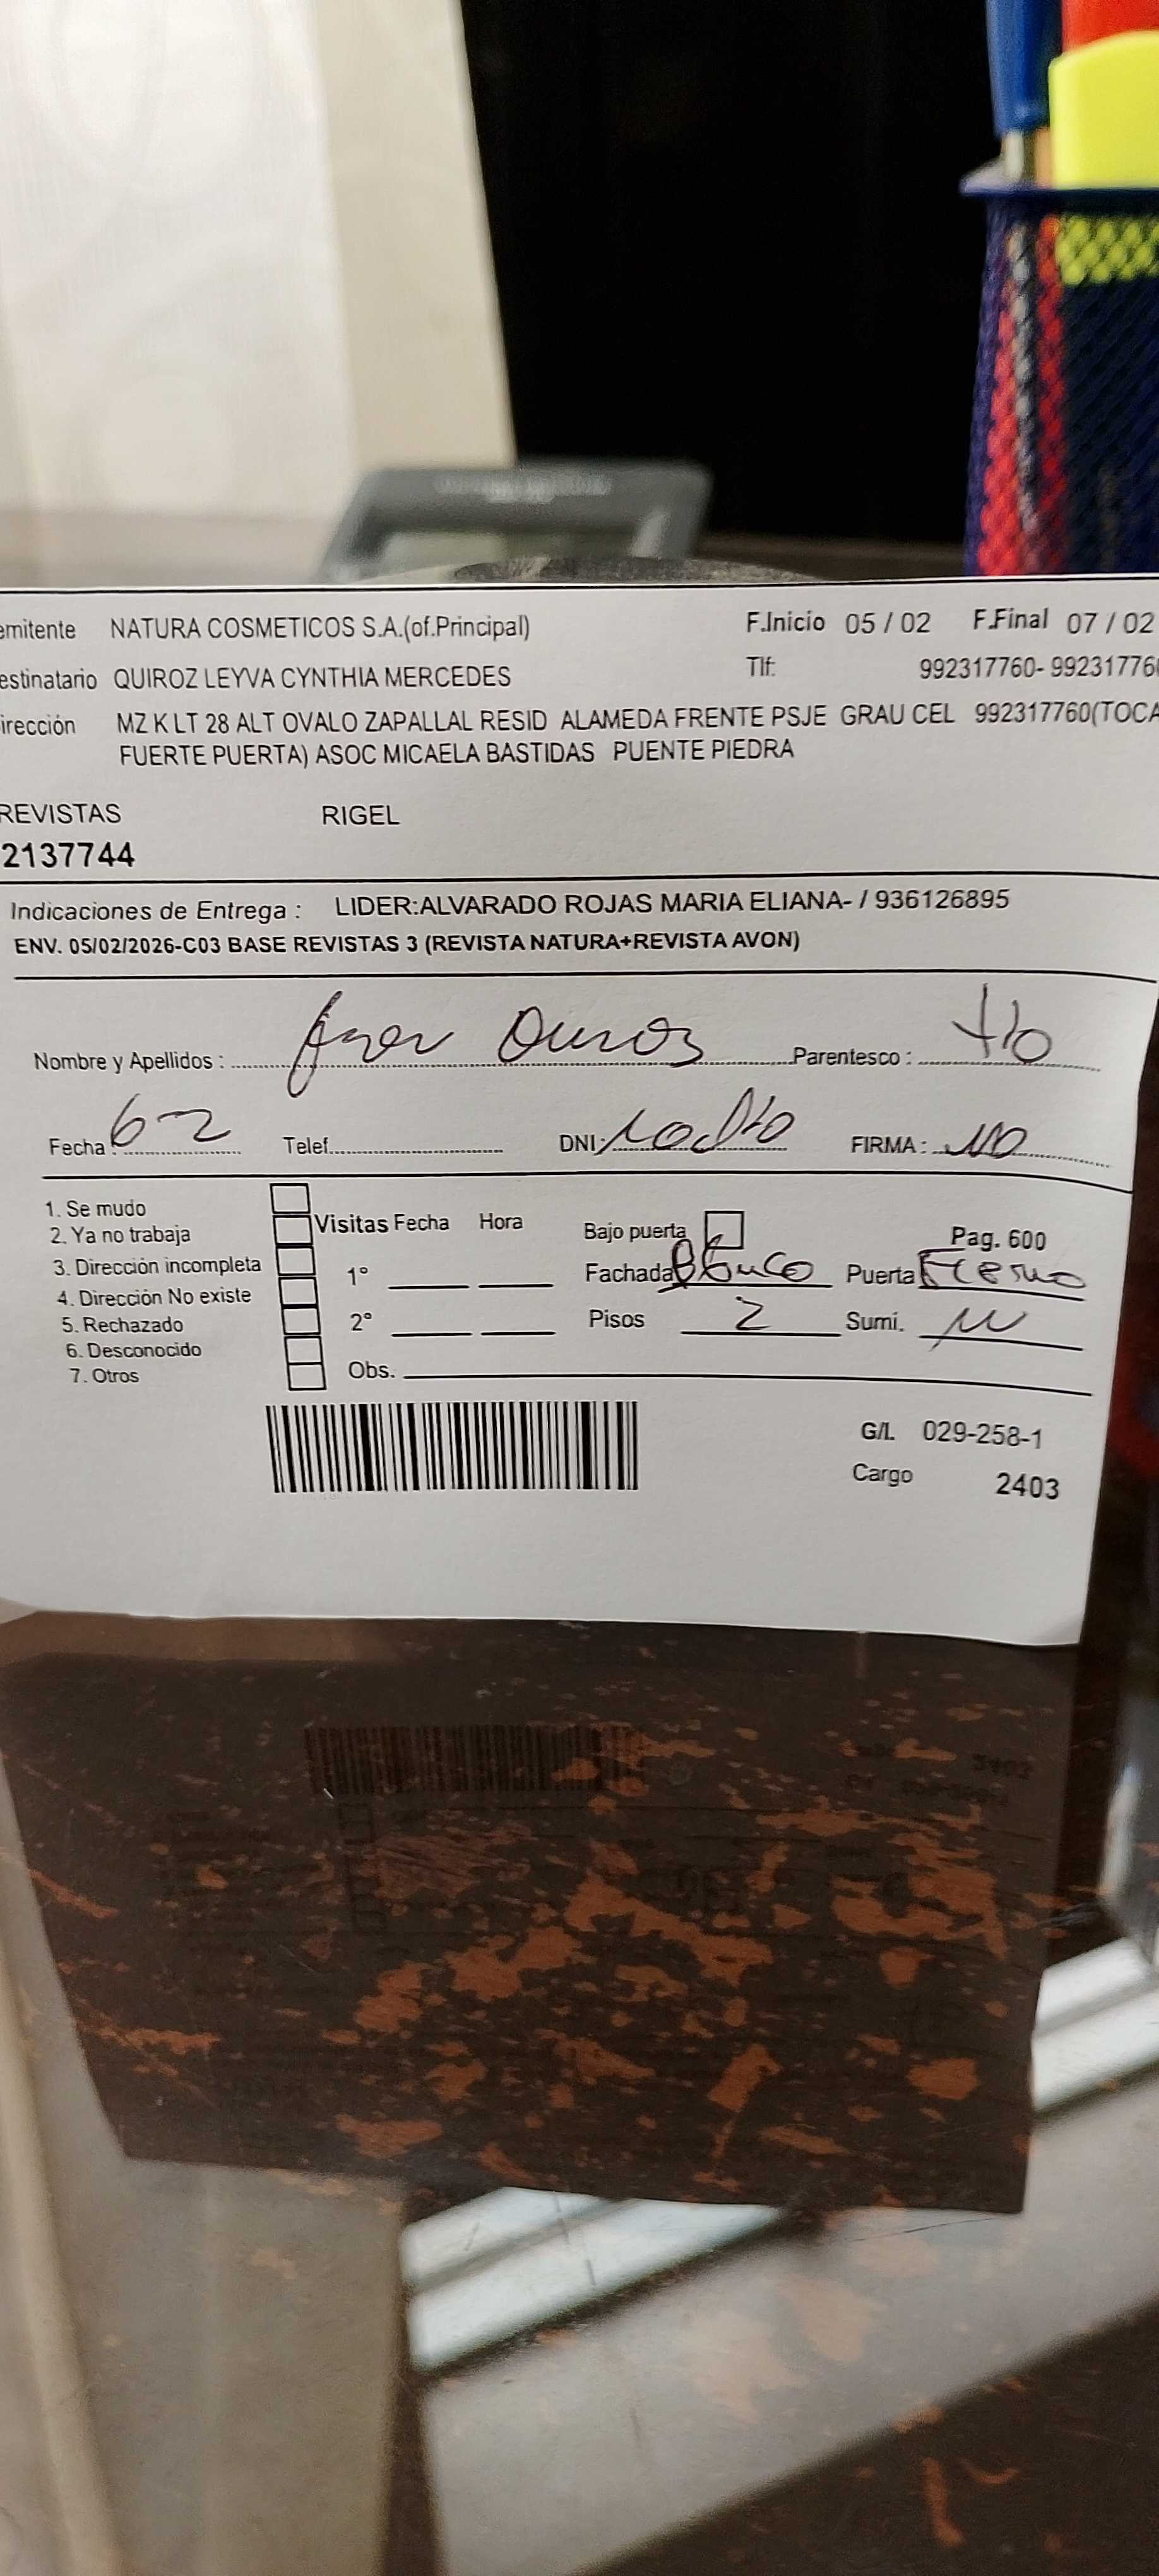 emitente NATURA COSMETICOS S.A.(of.Principal) F.Inicio 05 / 02 F.Final 07 / 02
estinatario QUIROZ LEYVA CYNTHIA MERCEDES Tlf: 992317760- 99231776
irección MZ K LT 28 ALT OVALO ZAPALLAL RESID ALAMEDA FRENTE PSJE GRAU CEL 992317760(TOCA
FUERTE PUERTA) ASOC MICAELA BASTIDAS PUENTE PIEDRA
REVISTAS RIGEL
2137744
Indicaciones de Entrega : LIDER:ALVARADO ROJAS MARIA ELIANA- / 936126895
ENV. 05/02/2026-C03 BASE REVISTAS 3 (REVISTA NATURA+REVISTA AVON)
Nombre y Apellidos : Parentesco : tio
Fecha : 6-2 Telef. DNI: FIRMA : no
1. Se mudo
2. Ya no trabaja Visitas Fecha Hora Bajo puerta Pag. 600
3. Dirección incompleta 1° Fachada Blanco Puerta
4. Dirección No existe
5. Rechazado 2° Pisos 2 Sumi.
6. Desconocido
7. Otros Obs.
G/L 029-258-1
Cargo 2403